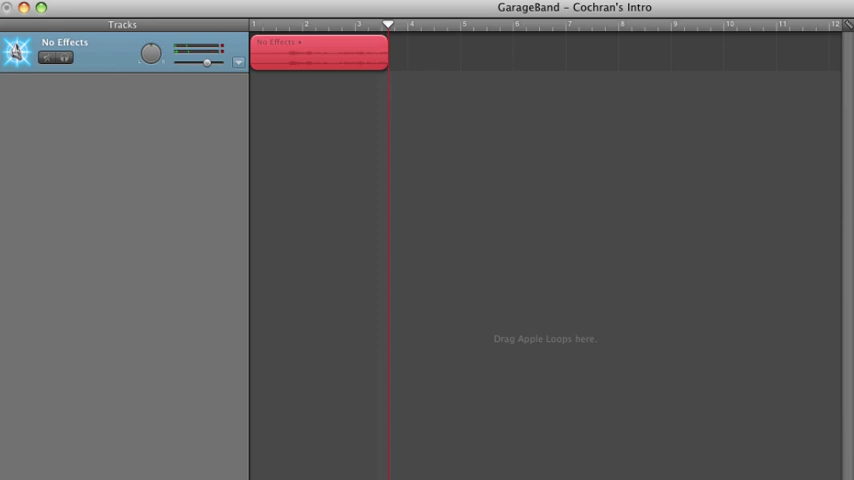 GarageBand – Cochran's Intro
Tracks
1 2 3 4 5 6 7 8 9 10 11 12
No Effects
No Effects
L R
Drag Apple Loops here.